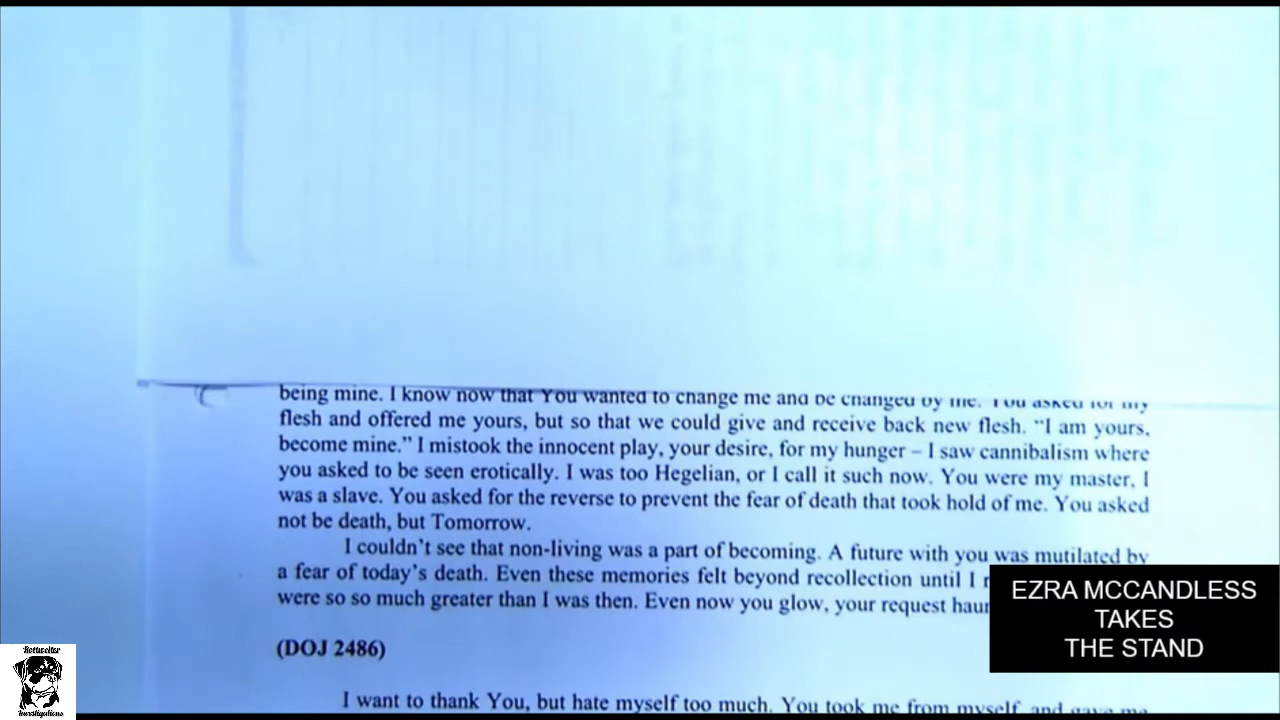 being mine. I know now that You wanted to change me and be changed by me. You asked for my
flesh and offered me yours, but so that we could give and receive back new flesh. “I am yours,
become mine.” I mistook the innocent play, your desire, for my hunger – I saw cannibalism where
you asked to be seen erotically. I was too Hegelian, or I call it such now. You were my master, I
was a slave. You asked for the reverse to prevent the fear of death that took hold of me. You asked
not be death, but Tomorrow.
I couldn’t see that non-living was a part of becoming. A future with you was mutilated by
a fear of today’s death. Even these memories felt beyond recollection until I
were so so much greater than I was then. Even now you glow, your request
(DOJ 2486)
I want to thank You, but hate myself too much. You took me from myself, and gave me
EZRA MCCANDLESS
TAKES
THE STAND
Rottweiler
Investigations